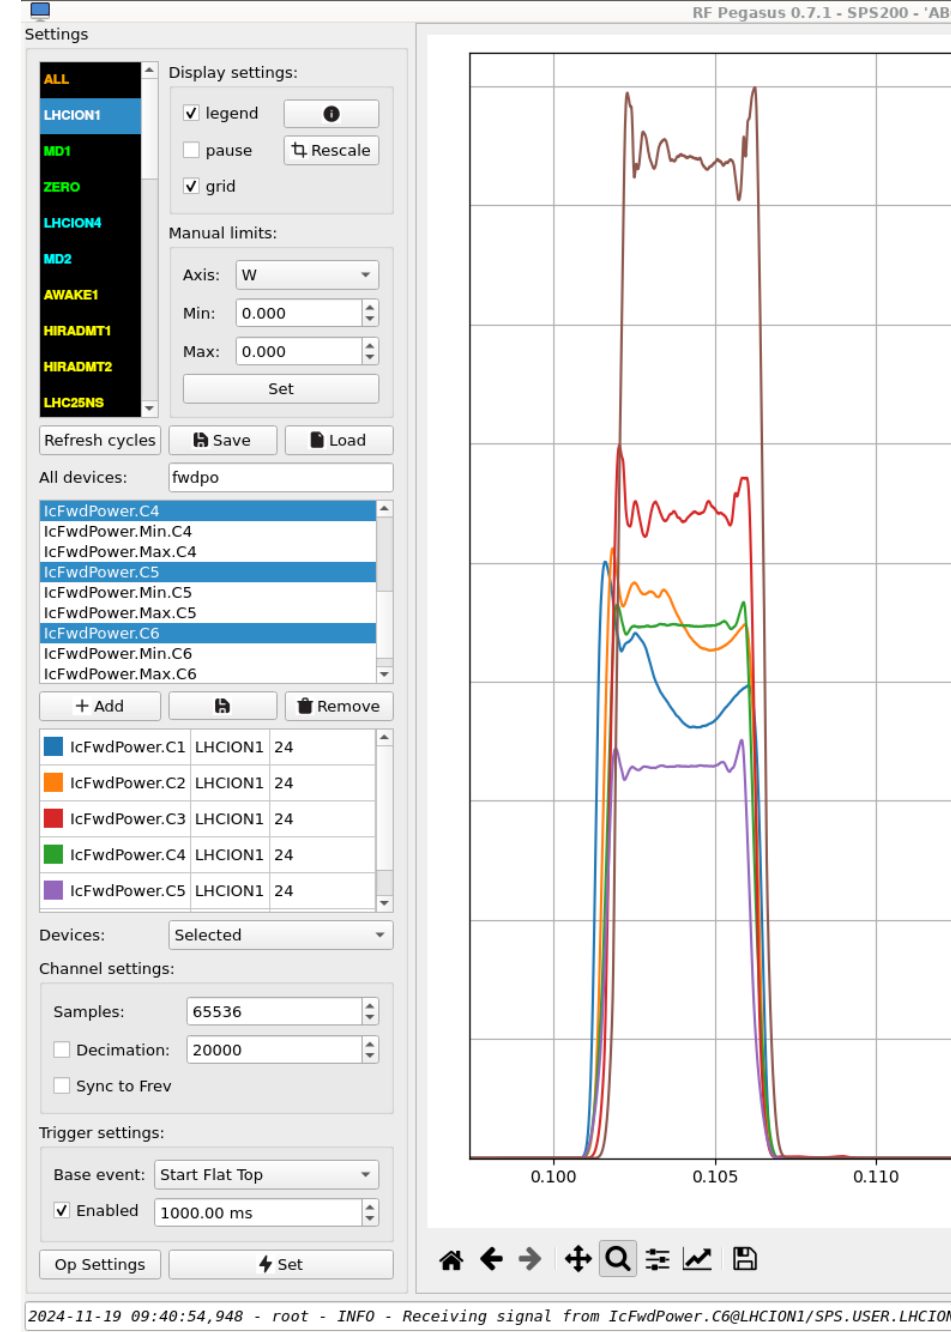 RF Pegasus 0.7.1 - SPS200 - 'AB
Settings
ALL
LHCION1
MD1
ZERO
LHCION4
MD2
AWAKE1
HIRADMT1
HIRADMT2
LHC25NS
Display settings:
legend
pause
Rescale
grid
Manual limits:
Axis: W
Min: 0.000
Max: 0.000
Set
Refresh cycles Save Load
All devices: fwdpo
IcFwdPower.C4
IcFwdPower.Min.C4
IcFwdPower.Max.C4
IcFwdPower.C5
IcFwdPower.Min.C5
IcFwdPower.Max.C5
IcFwdPower.C6
IcFwdPower.Min.C6
IcFwdPower.Max.C6
Add Remove
IcFwdPower.C1 LHCION1 24
IcFwdPower.C2 LHCION1 24
IcFwdPower.C3 LHCION1 24
IcFwdPower.C4 LHCION1 24
IcFwdPower.C5 LHCION1 24
Devices: Selected
Channel settings:
Samples: 65536
Decimation: 20000
Sync to Frev
Trigger settings:
Base event: Start Flat Top
Enabled 1000.00 ms
Op Settings Set
0.100 0.105 0.110
2024-11-19 09:40:54,948 - root - INFO - Receiving signal from IcFwdPower.C6@LHCION1/SPS.USER.LHCION